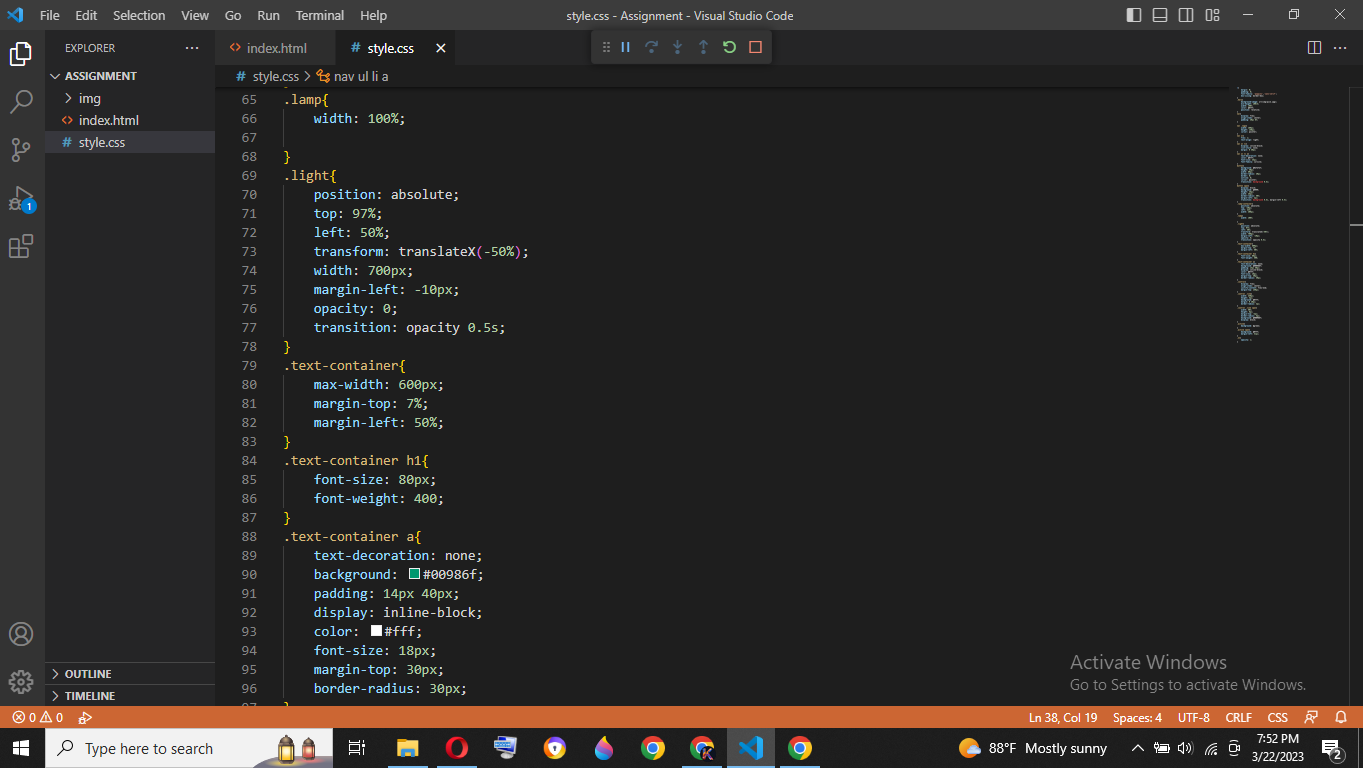 File Edit Selection View Go Run Terminal Help style.css - Assignment - Visual Studio Code
EXPLORER
ASSIGNMENT
img
index.html
style.css
OUTLINE
TIMELINE
index.html
# style.css
# style.css > nav ul li a
65 .lamp{
66 width: 100%;
67
68 }
69 .light{
70 position: absolute;
71 top: 97%;
72 left: 50%;
73 transform: translateX(-50%);
74 width: 700px;
75 margin-left: -10px;
76 opacity: 0;
77 transition: opacity 0.5s;
78 }
79 .text-container{
80 max-width: 600px;
81 margin-top: 7%;
82 margin-left: 50%;
83 }
84 .text-container h1{
85 font-size: 80px;
86 font-weight: 400;
87 }
88 .text-container a{
89 text-decoration: none;
90 background: #00986f;
91 padding: 14px 40px;
92 display: inline-block;
93 color: #fff;
94 font-size: 18px;
95 margin-top: 30px;
96 border-radius: 30px;
97 }
Activate Windows
Go to Settings to activate Windows.
1
0 0
Ln 38, Col 19 Spaces: 4 UTF-8 CRLF CSS
Type here to search
88°F Mostly sunny
7:52 PM
3/22/2023
2